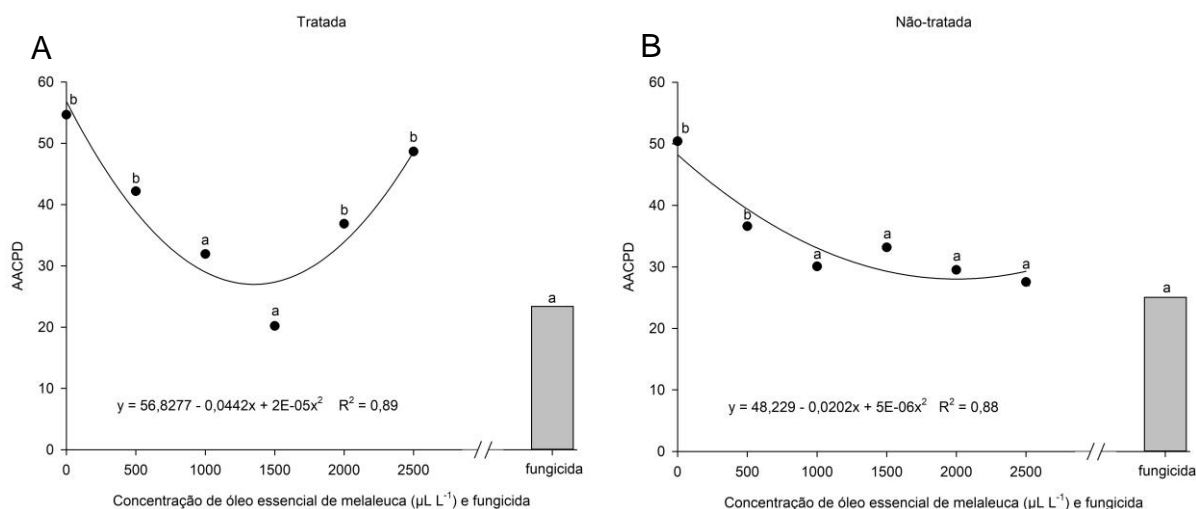 Tratada
A
60
50
40
30
20
10
0
AACPD
b
b
a
a
b
b
a
y = 56,8277 - 0,0442x + 2E-05x² R² = 0,89
0 500 1000 1500 2000 2500 fungicida
Concentração de óleo essencial de melaleuca (µL L⁻¹) e fungicida
Não-tratada
B
60
50
40
30
20
10
0
AACPD
b
b
a
a
a
a
a
y = 48,229 - 0,0202x + 5E-06x² R² = 0,88
0 500 1000 1500 2000 2500 fungicida
Concentração de óleo essencial de melaleuca (µL L⁻¹) e fungicida